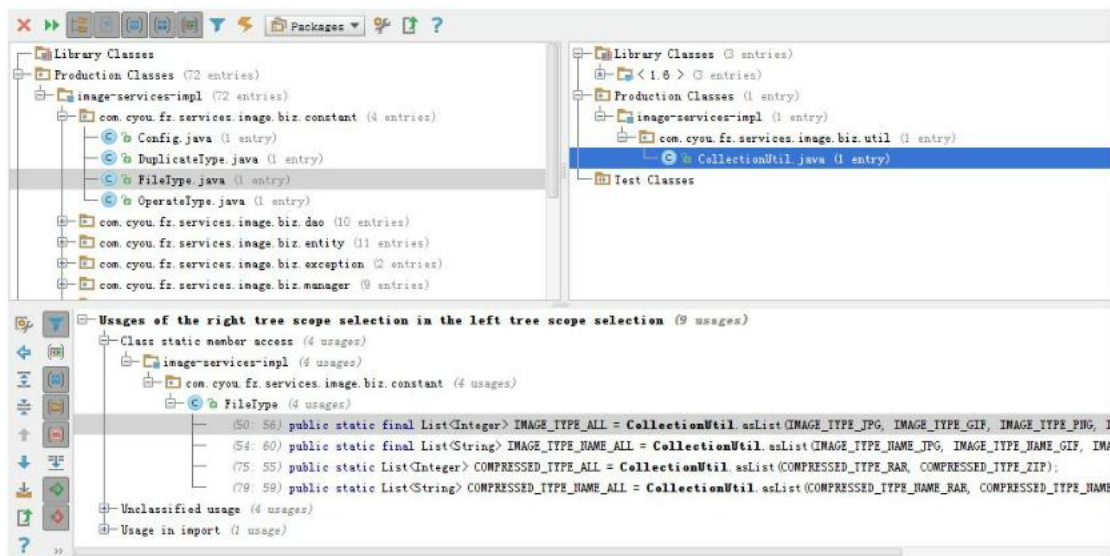 Packages
Library Classes
Production Classes (72 entries)
image-services-impl (72 entries)
com.cyou.fz.services.image.biz.constant (4 entries)
Config.java (1 entry)
DuplicateType.java (1 entry)
FileType.java (1 entry)
OperateType.java (1 entry)
com.cyou.fz.services.image.biz.dao (10 entries)
com.cyou.fz.services.image.biz.entity (11 entries)
com.cyou.fz.services.image.biz.exception (2 entries)
com.cyou.fz.services.image.biz.manager (9 entries)
Library Classes (3 entries)
< 1.6 > (3 entries)
Production Classes (1 entry)
image-services-impl (1 entry)
com.cyou.fz.services.image.biz.util (1 entry)
CollectionUtil.java (1 entry)
Test Classes
Usages of the right tree scope selection in the left tree scope selection (9 usages)
Class static member access (4 usages)
image-services-impl (4 usages)
com.cyou.fz.services.image.biz.constant (4 usages)
FileType (4 usages)
(50: 56) public static final List<Integer> IMAGE_TYPE_ALL = CollectionUtil.asList(IMAGE_TYPE_JPG, IMAGE_TYPE_GIF, IMAGE_TYPE_PNG, I
(54: 60) public static final List<String> IMAGE_TYPE_NAME_ALL = CollectionUtil.asList(IMAGE_TYPE_NAME_JPG, IMAGE_TYPE_NAME_GIF, IMA
(75: 55) public static List<Integer> COMPRESSED_TYPE_ALL = CollectionUtil.asList(COMPRESSED_TYPE_RAR, COMPRESSED_TYPE_ZIP);
(79: 59) public static List<String> COMPRESSED_TYPE_NAME_ALL = CollectionUtil.asList(COMPRESSED_TYPE_NAME_RAR, COMPRESSED_TYPE_NAME
Unclassified usage (4 usages)
Usage in import (1 usage)